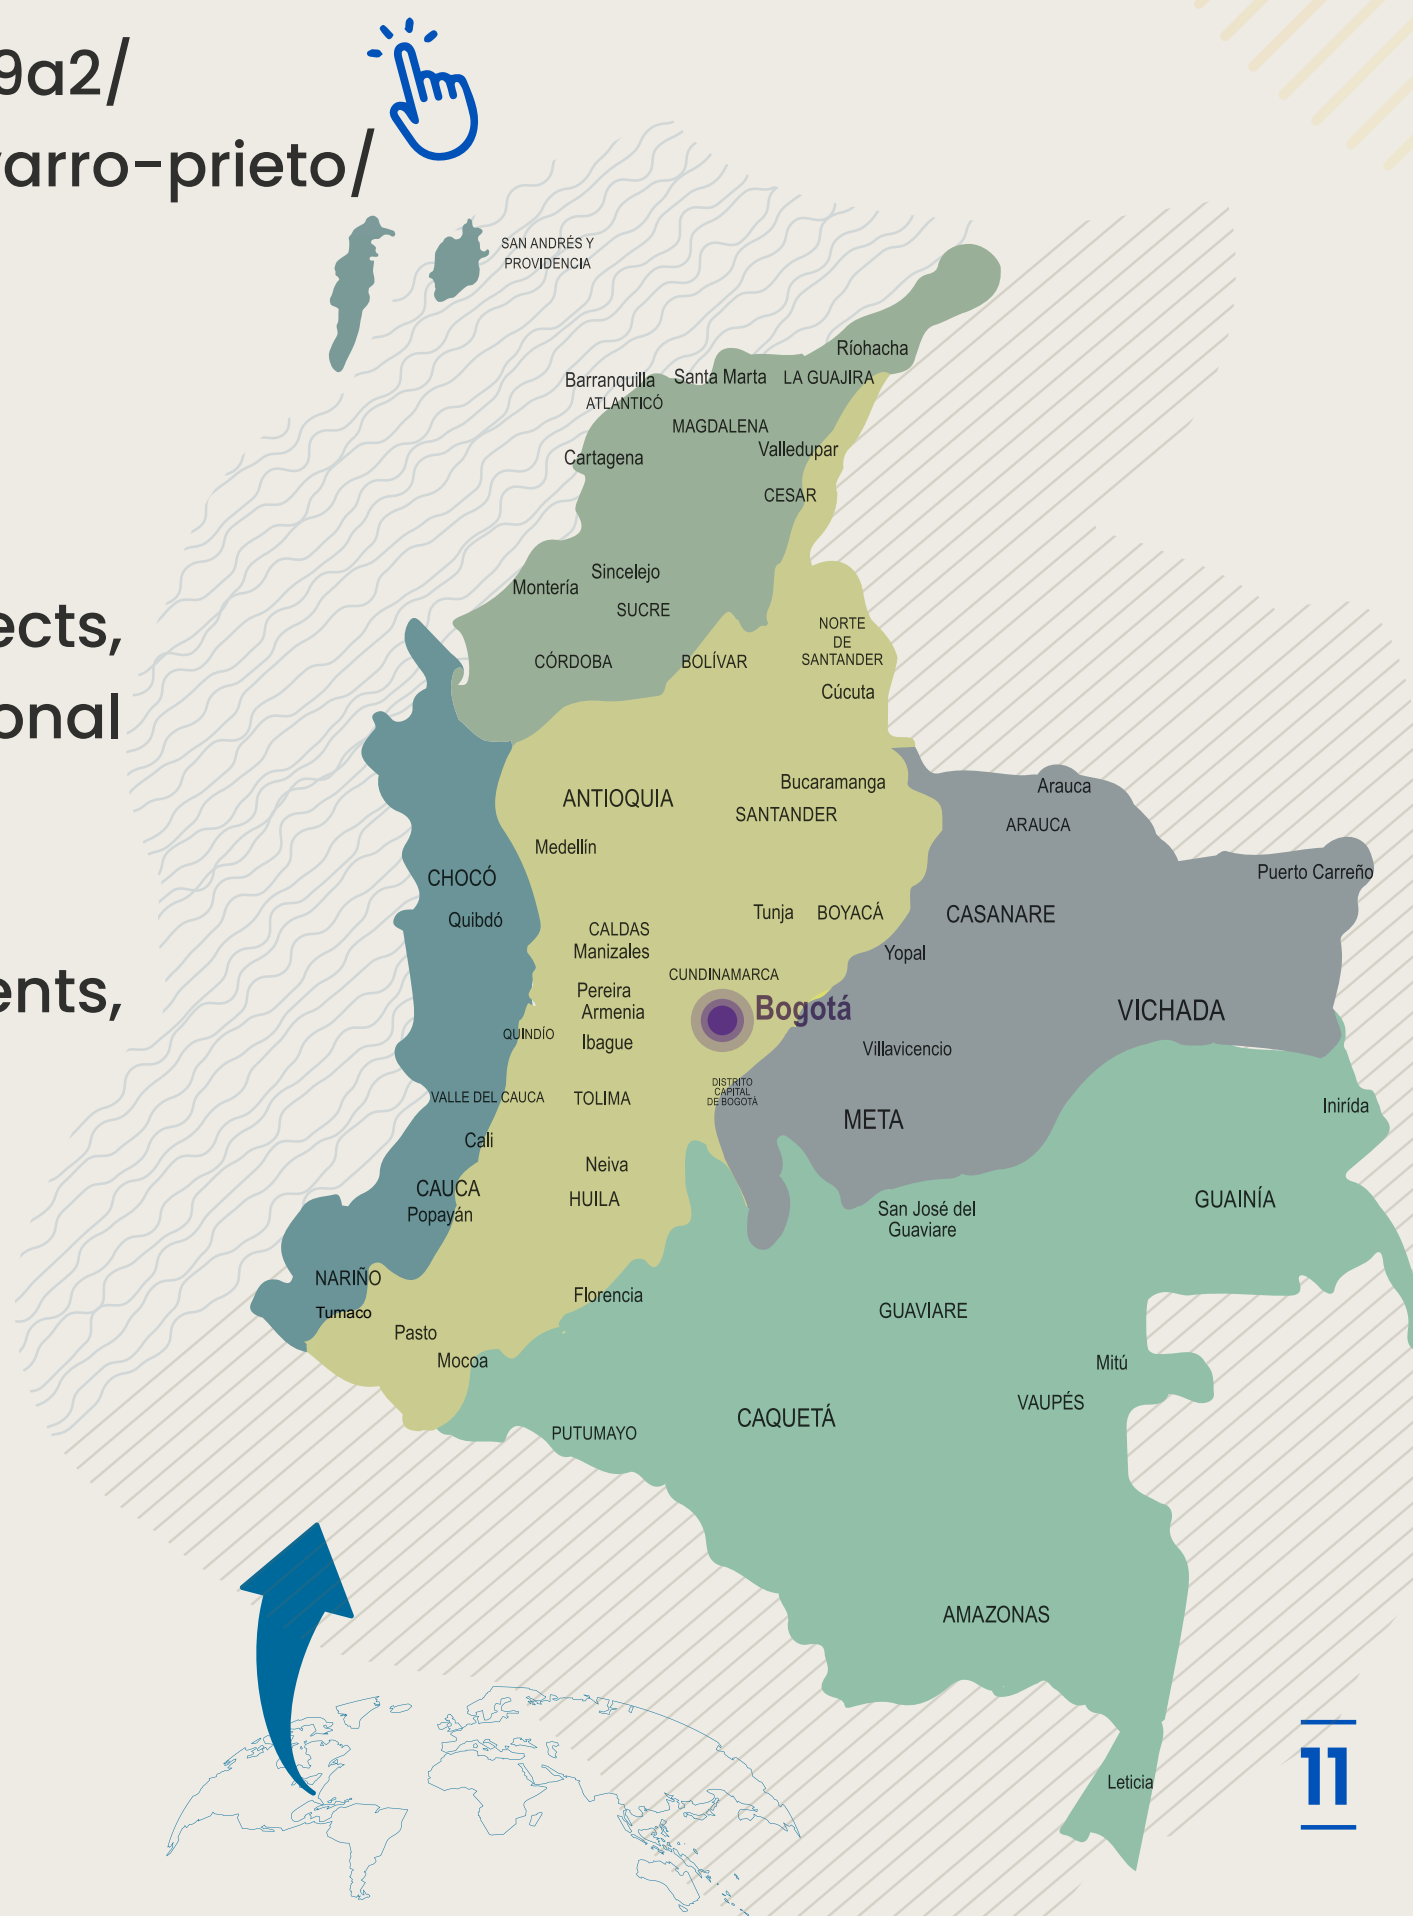 9a2/
arro-prieto/
SAN ANDRÉS Y
PROVIDENCIA
Ríohacha
Barranquilla
Santa Marta
LA GUAJIRA
ATLANTICÓ
MAGDALENA
Valledupar
Cartagena
CESAR
Sincelejo
Montería
SUCRE
ects,
NORTE
DE
SANTANDER
CÓRDOBA
BOLÍVAR
Cúcuta
onal
Bucaramanga
Arauca
ANTIOQUIA
SANTANDER
ARAUCA
Medellín
Puerto Carreño
CHOCÓ
Quibdó
Tunja
BOYACÁ
CASANARE
CALDAS
Manizales
Yopal
CUNDINAMARCA
ents,
Pereira
Armenia
Bogotá
VICHADA
QUINDÍO
Ibague
Villavicencio
DISTRITO
CAPITAL
DE BOGOTÁ
VALLE DEL CAUCA
TOLIMA
Inirída
META
Cali
Neiva
CAUCA
HUILA
GUAINÍA
Popayán
San José del
Guaviare
NARIÑO
Florencia
Tumaco
GUAVIARE
Pasto
Mocoa
Mitú
VAUPÉS
CAQUETÁ
PUTUMAYO
AMAZONAS
11
Leticia